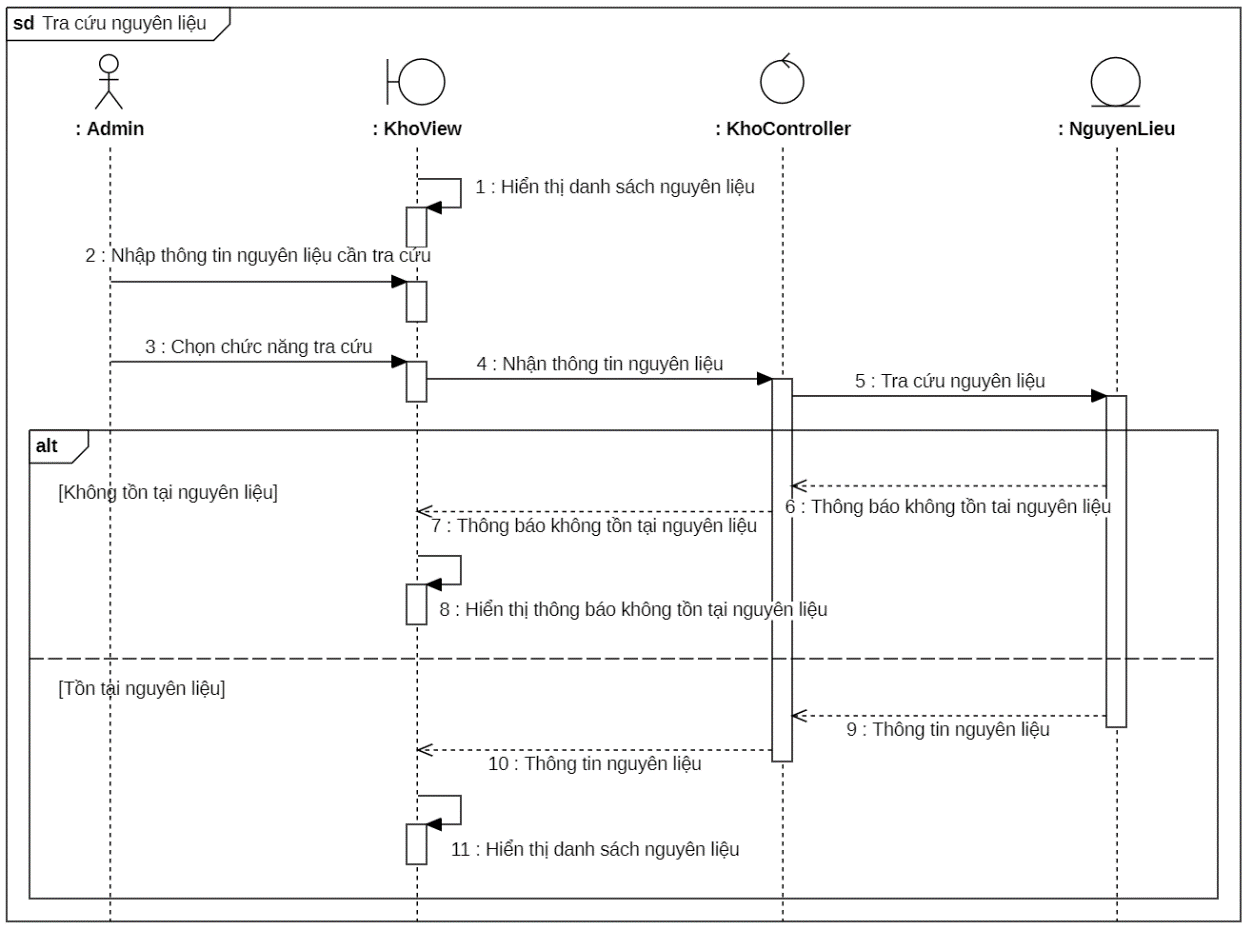 sd Tra cứu nguyên liệu
: Admin
: KhoView
: KhoController
: NguyenLieu
1 : Hiển thị danh sách nguyên liệu
2 : Nhập thông tin nguyên liệu cần tra cứu
3 : Chọn chức năng tra cứu
4 : Nhận thông tin nguyên liệu
5 : Tra cứu nguyên liệu
alt
[Không tồn tại nguyên liệu]
6 : Thông báo không tồn tai nguyên liệu
7 : Thông báo không tồn tại nguyên liệu
8 : Hiển thị thông báo không tồn tại nguyên liệu
[Tồn tại nguyên liệu]
9 : Thông tin nguyên liệu
10 : Thông tin nguyên liệu
11 : Hiển thị danh sách nguyên liệu